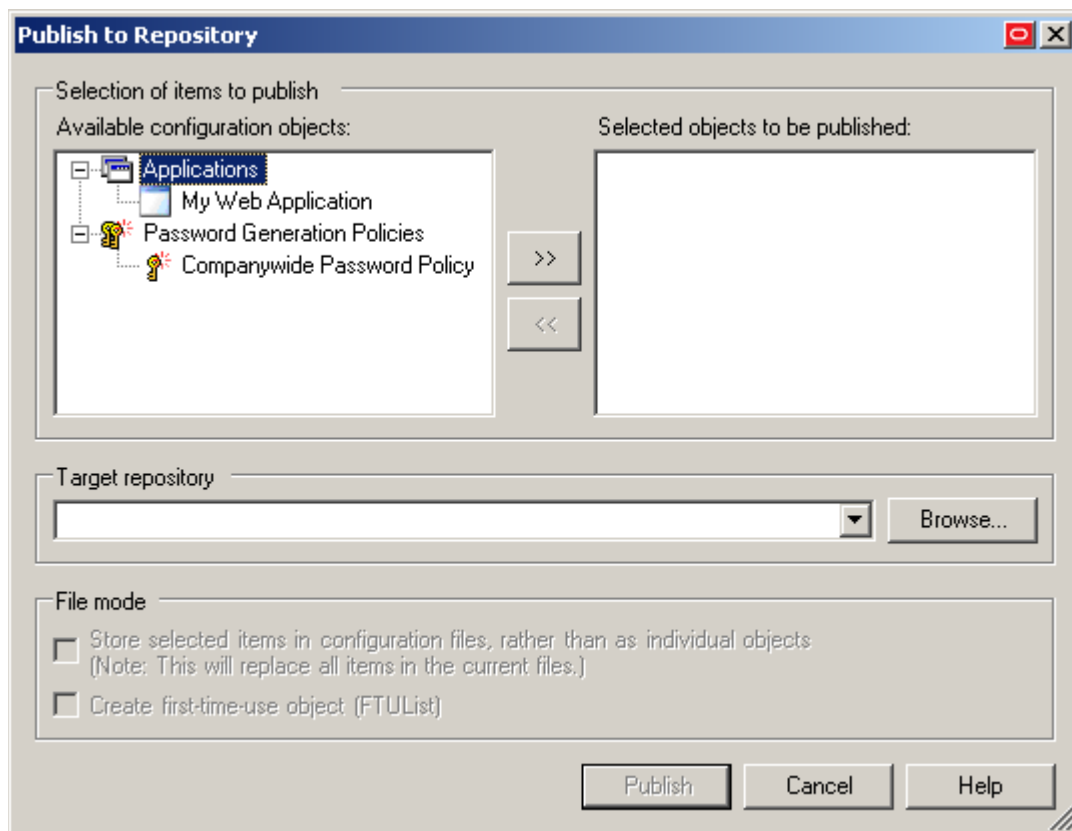 Publish to Repository
Selection of items to publish
Available configuration objects:
Selected objects to be published:
Applications
My Web Application
Password Generation Policies
Companywide Password Policy
>>
<<
Target repository
Browse...
File mode
Store selected items in configuration files, rather than as individual objects
(Note: This will replace all items in the current files.)
Create first-time-use object (FTUList)
Publish
Cancel
Help